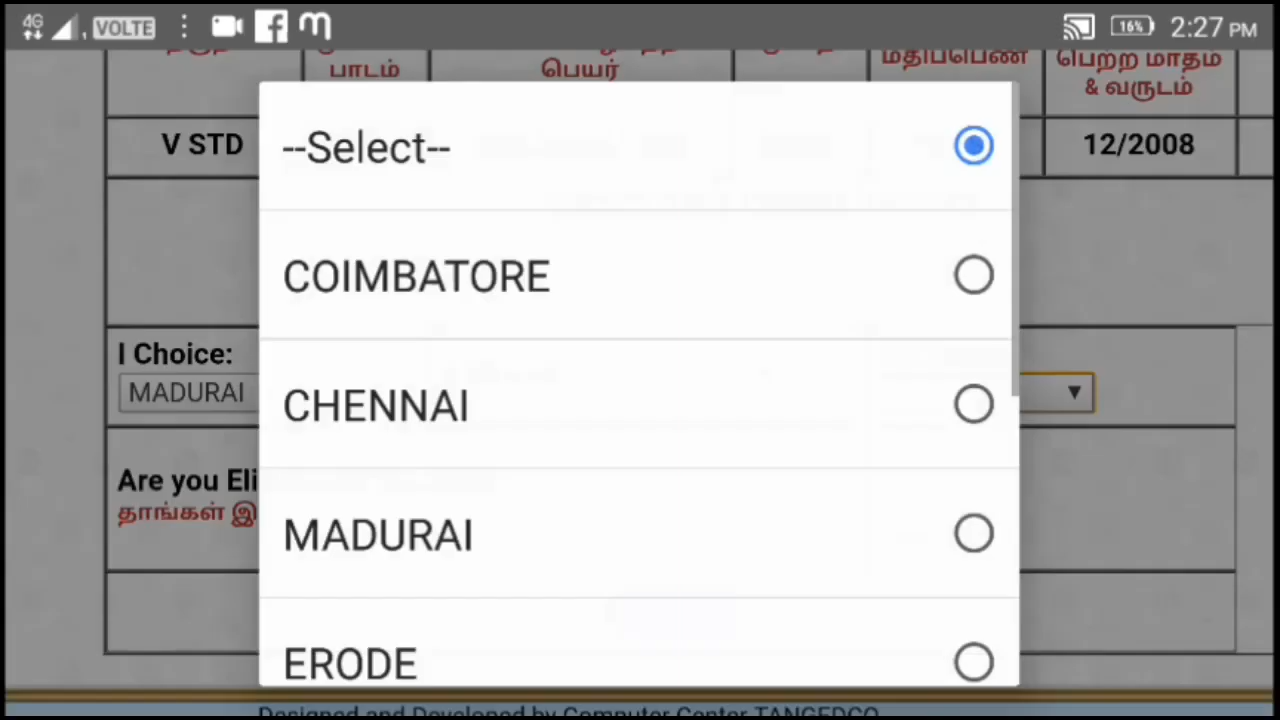 4G VOLTE 16% 2:27 PM
பாடம் பெயர் மதிப்பெண் பெற்ற மாதம்
& வருடம்
V STD 12/2008
--Select--
COIMBATORE
I Choice:
MADURAI
CHENNAI
Are you Eli
தாங்கள் இ
MADURAI
ERODE
Designed and Developed by Computer Center TANGEDCO